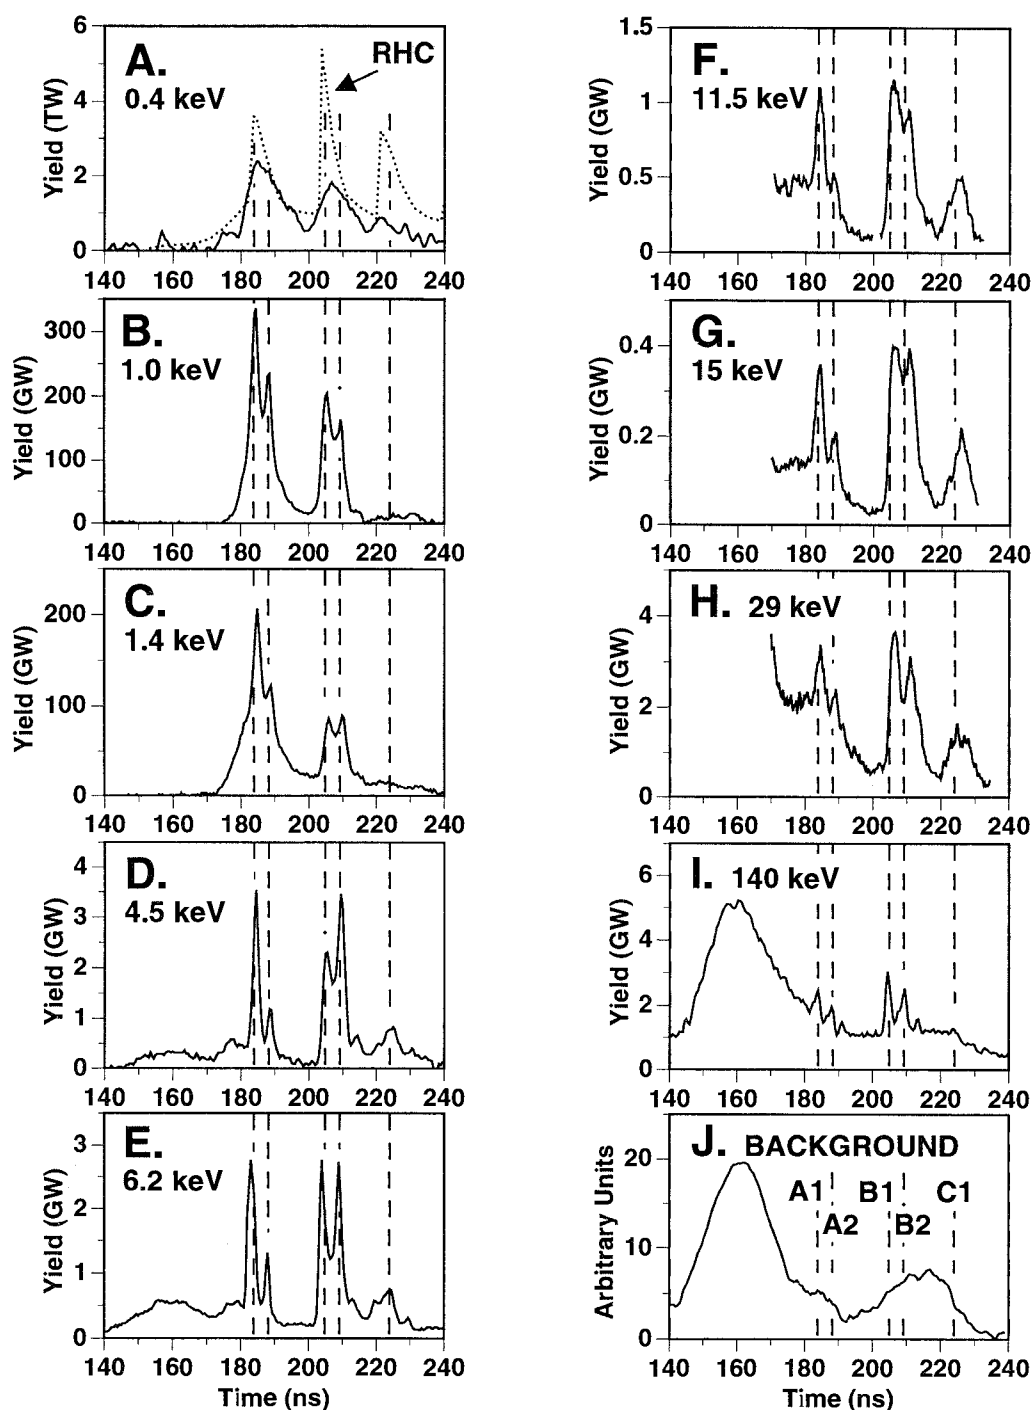 A.
0.4 keV
RHC
Yield (TW)
6
4
2
0
140 160 180 200 220 240
B.
1.0 keV
Yield (GW)
300
200
100
0
140 160 180 200 220 240
C.
1.4 keV
Yield (GW)
200
100
0
140 160 180 200 220 240
D.
4.5 keV
Yield (GW)
4
3
2
1
0
140 160 180 200 220 240
E.
6.2 keV
Yield (GW)
3
2
1
0
140 160 180 200 220 240
Time (ns)
F.
11.5 keV
Yield (GW)
1.5
1
0.5
0
140 160 180 200 220 240
G.
15 keV
Yield (GW)
0.4
0.2
0
140 160 180 200 220 240
H. 29 keV
Yield (GW)
4
2
0
140 160 180 200 220 240
I. 140 keV
Yield (GW)
6
4
2
0
140 160 180 200 220 240
J. BACKGROUND
A1 B1 C1
A2 B2
Arbitrary Units
20
10
0
140 160 180 200 220 240
Time (ns)